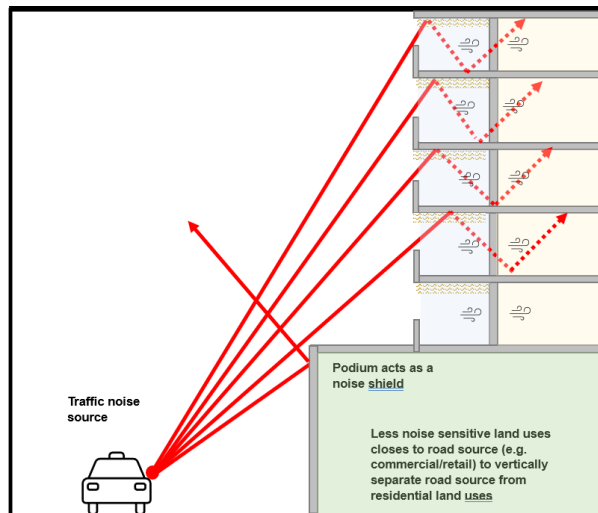 Podium acts as a
noise shield
Traffic noise
source
Less noise sensitive land uses
closes to road source (e.g.
commercial/retail) to vertically
separate road source from
residential land uses